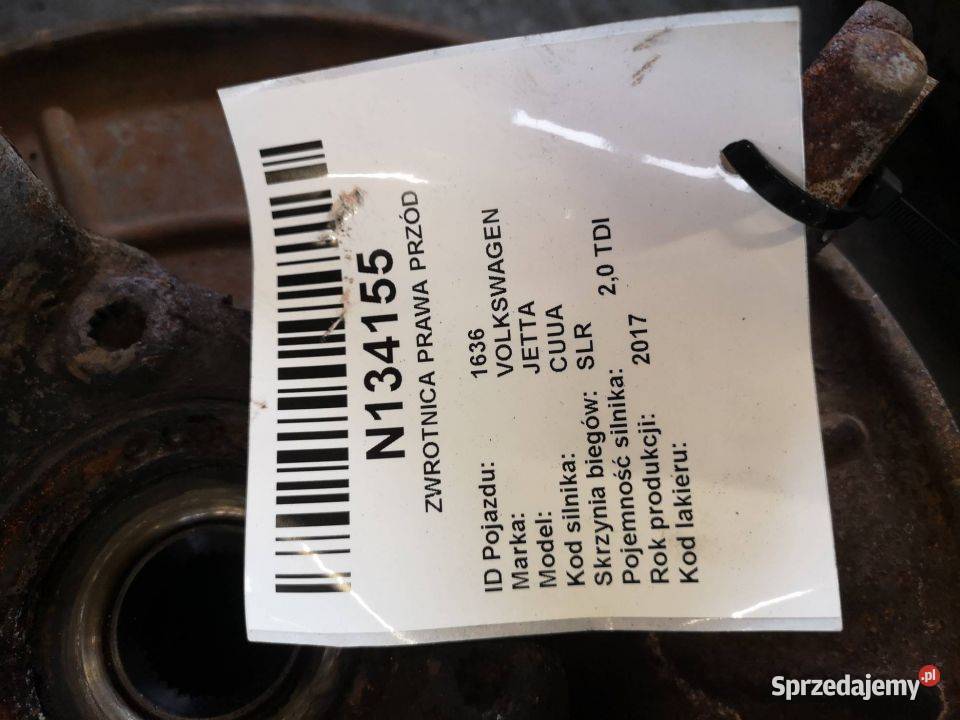 N134155
ZWROTNICA PRAWA PRZÓD
ID Pojazdu: 1636
Marka: VOLKSWAGEN
Model: JETTA
Kod silnika: CUUA
Skrzynia biegów: SLR
Pojemność silnika: 2,0 TDI
Rok produkcji: 2017
Kod lakieru:
Sprzedajemy.pl